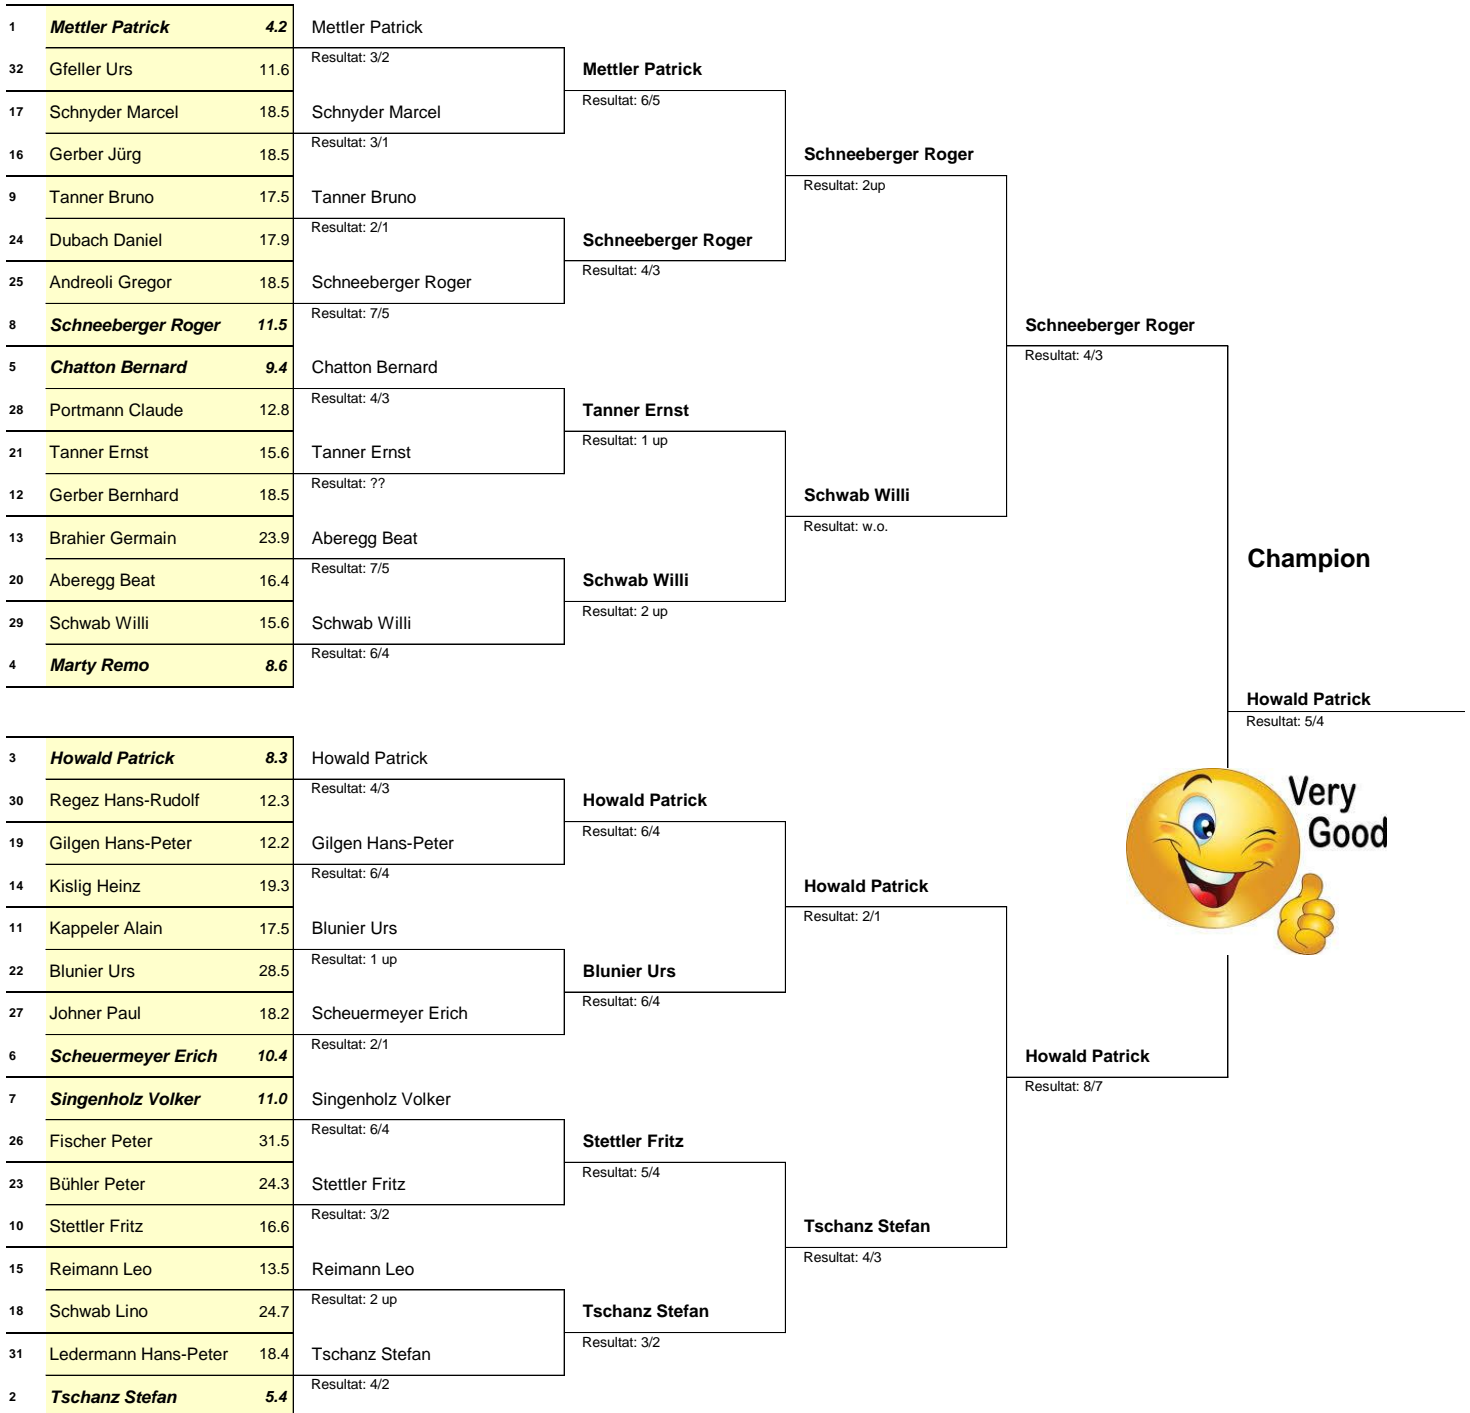 1 Mettler Patrick 4.2 Mettler Patrick
Resultat: 3/2
32 Gfeller Urs 11.6 Mettler Patrick
Resultat: 6/5
17 Schnyder Marcel 18.5 Schnyder Marcel
Resultat: 3/1
16 Gerber Jürg 18.5 Schneeberger Roger
Resultat: 2up
9 Tanner Bruno 17.5 Tanner Bruno
Resultat: 2/1
24 Dubach Daniel 17.9 Schneeberger Roger
Resultat: 4/3
25 Andreoli Gregor 18.5 Schneeberger Roger
Resultat: 7/5
8 Schneeberger Roger 11.5 Schneeberger Roger
Resultat: 4/3
5 Chatton Bernard 9.4 Chatton Bernard
Resultat: 4/3
28 Portmann Claude 12.8 Tanner Ernst
Resultat: 1 up
21 Tanner Ernst 15.6 Tanner Ernst
Resultat: ??
12 Gerber Bernhard 18.5 Schwab Willi
Resultat: w.o.
13 Brahier Germain 23.9 Aberegg Beat
Champion
Resultat: 7/5
20 Aberegg Beat 16.4 Schwab Willi
Resultat: 2 up
29 Schwab Willi 15.6 Schwab Willi
Resultat: 6/4
4 Marty Remo 8.6
Howald Patrick
Resultat: 5/4
3 Howald Patrick 8.3 Howald Patrick
Resultat: 4/3
Very
30 Regez Hans-Rudolf 12.3 Howald Patrick
Resultat: 6/4
Good
19 Gilgen Hans-Peter 12.2 Gilgen Hans-Peter
Resultat: 6/4
14 Kislig Heinz 19.3 Howald Patrick
Resultat: 2/1
11 Kappeler Alain 17.5 Blunier Urs
Resultat: 1 up
22 Blunier Urs 28.5 Blunier Urs
Resultat: 6/4
27 Johner Paul 18.2 Scheuermeyer Erich
Resultat: 2/1
6 Scheuermeyer Erich 10.4 Howald Patrick
Resultat: 8/7
7 Singenholz Volker 11.0 Singenholz Volker
Resultat: 6/4
26 Fischer Peter 31.5 Stettler Fritz
Resultat: 5/4
23 Bühler Peter 24.3 Stettler Fritz
Resultat: 3/2
10 Stettler Fritz 16.6 Tschanz Stefan
Resultat: 4/3
15 Reimann Leo 13.5 Reimann Leo
Resultat: 2 up
18 Schwab Lino 24.7 Tschanz Stefan
Resultat: 3/2
31 Ledermann Hans-Peter 18.4 Tschanz Stefan
Resultat: 4/2
2 Tschanz Stefan 5.4